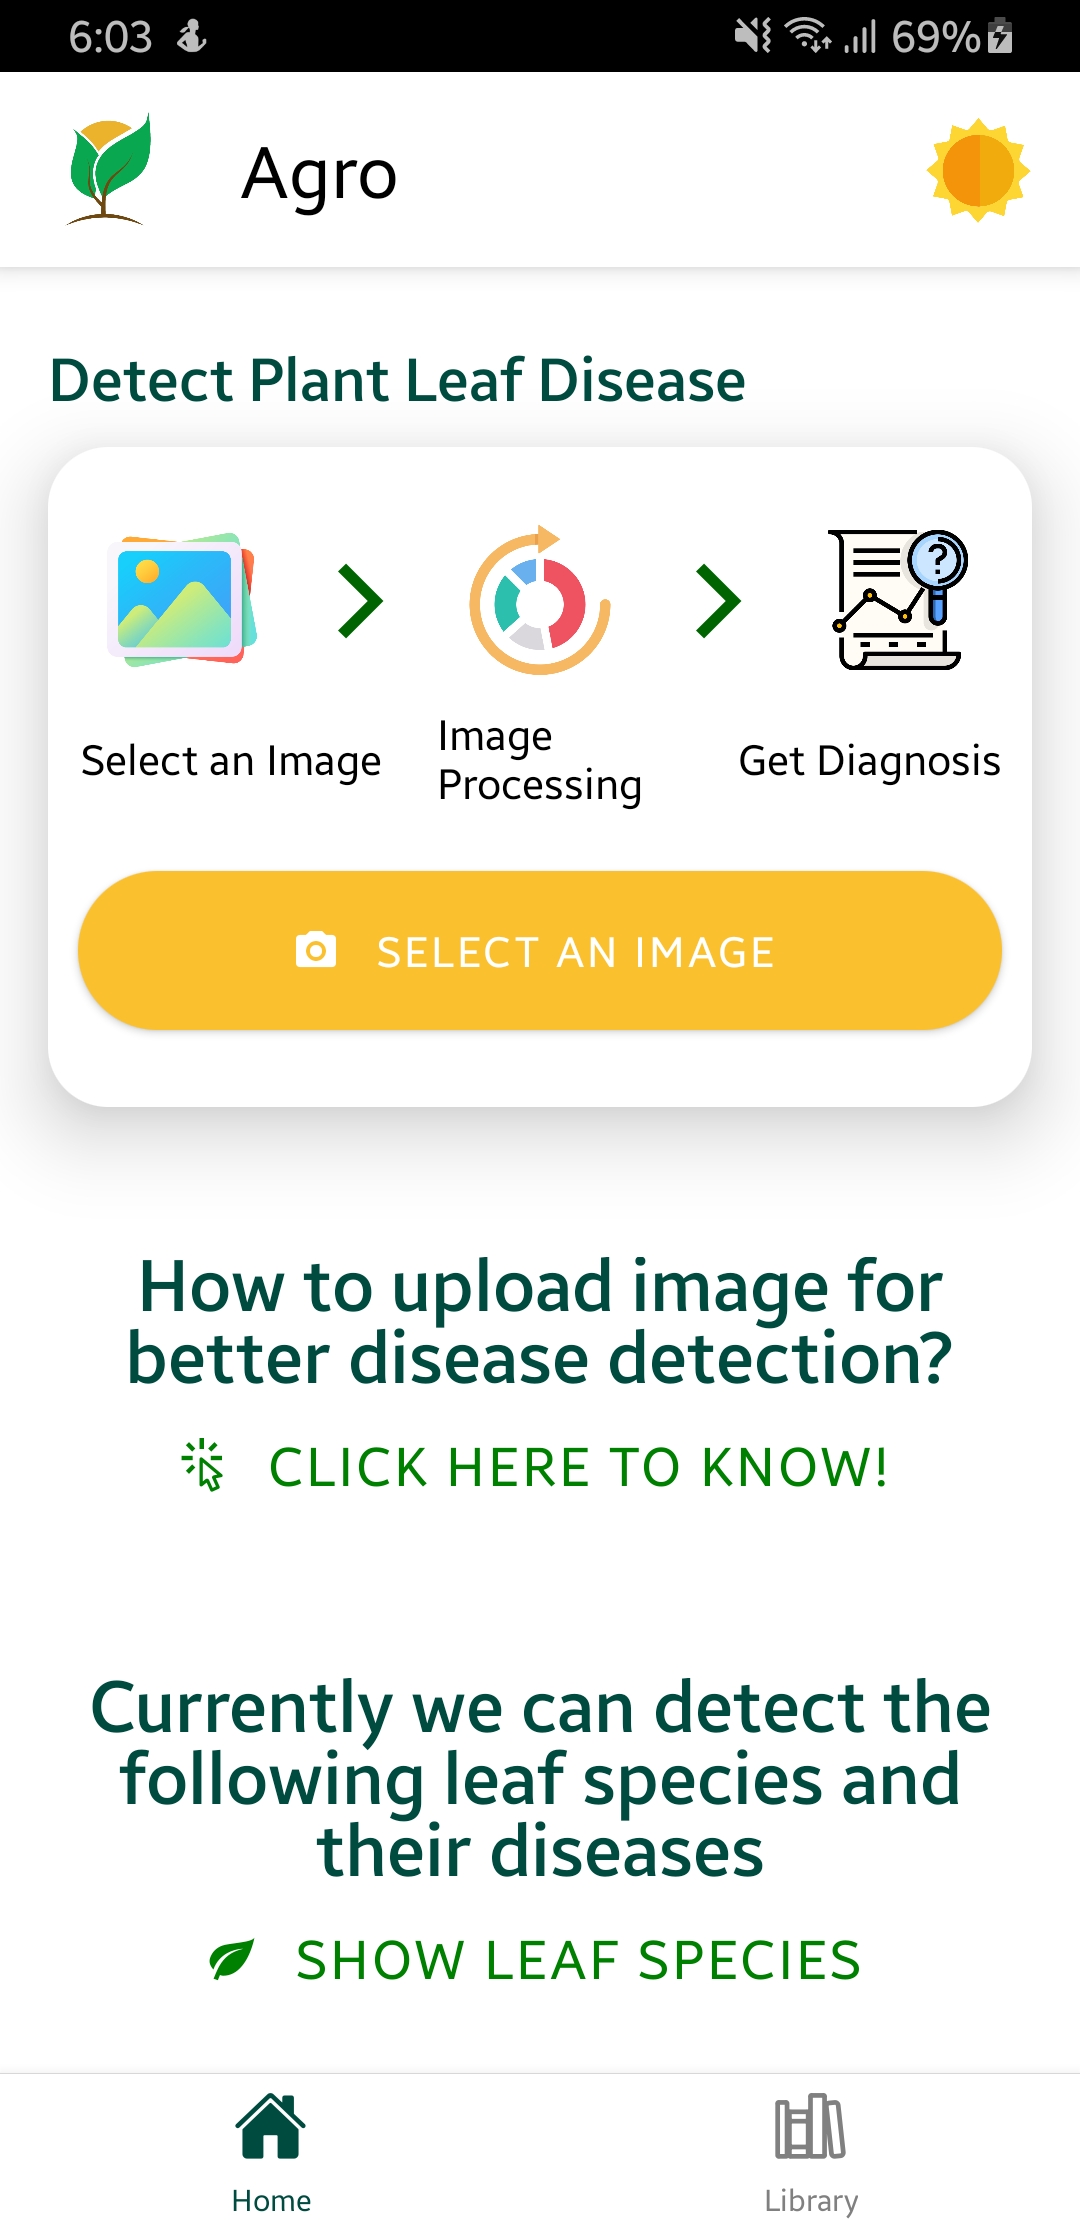 6:03
69%
Agro
Detect Plant Leaf Disease
Select an Image
Image
Processing
Get Diagnosis
SELECT AN IMAGE
How to upload image for
better disease detection?
CLICK HERE TO KNOW!
Currently we can detect the
following leaf species and
their diseases
SHOW LEAF SPECIES
Home
Library